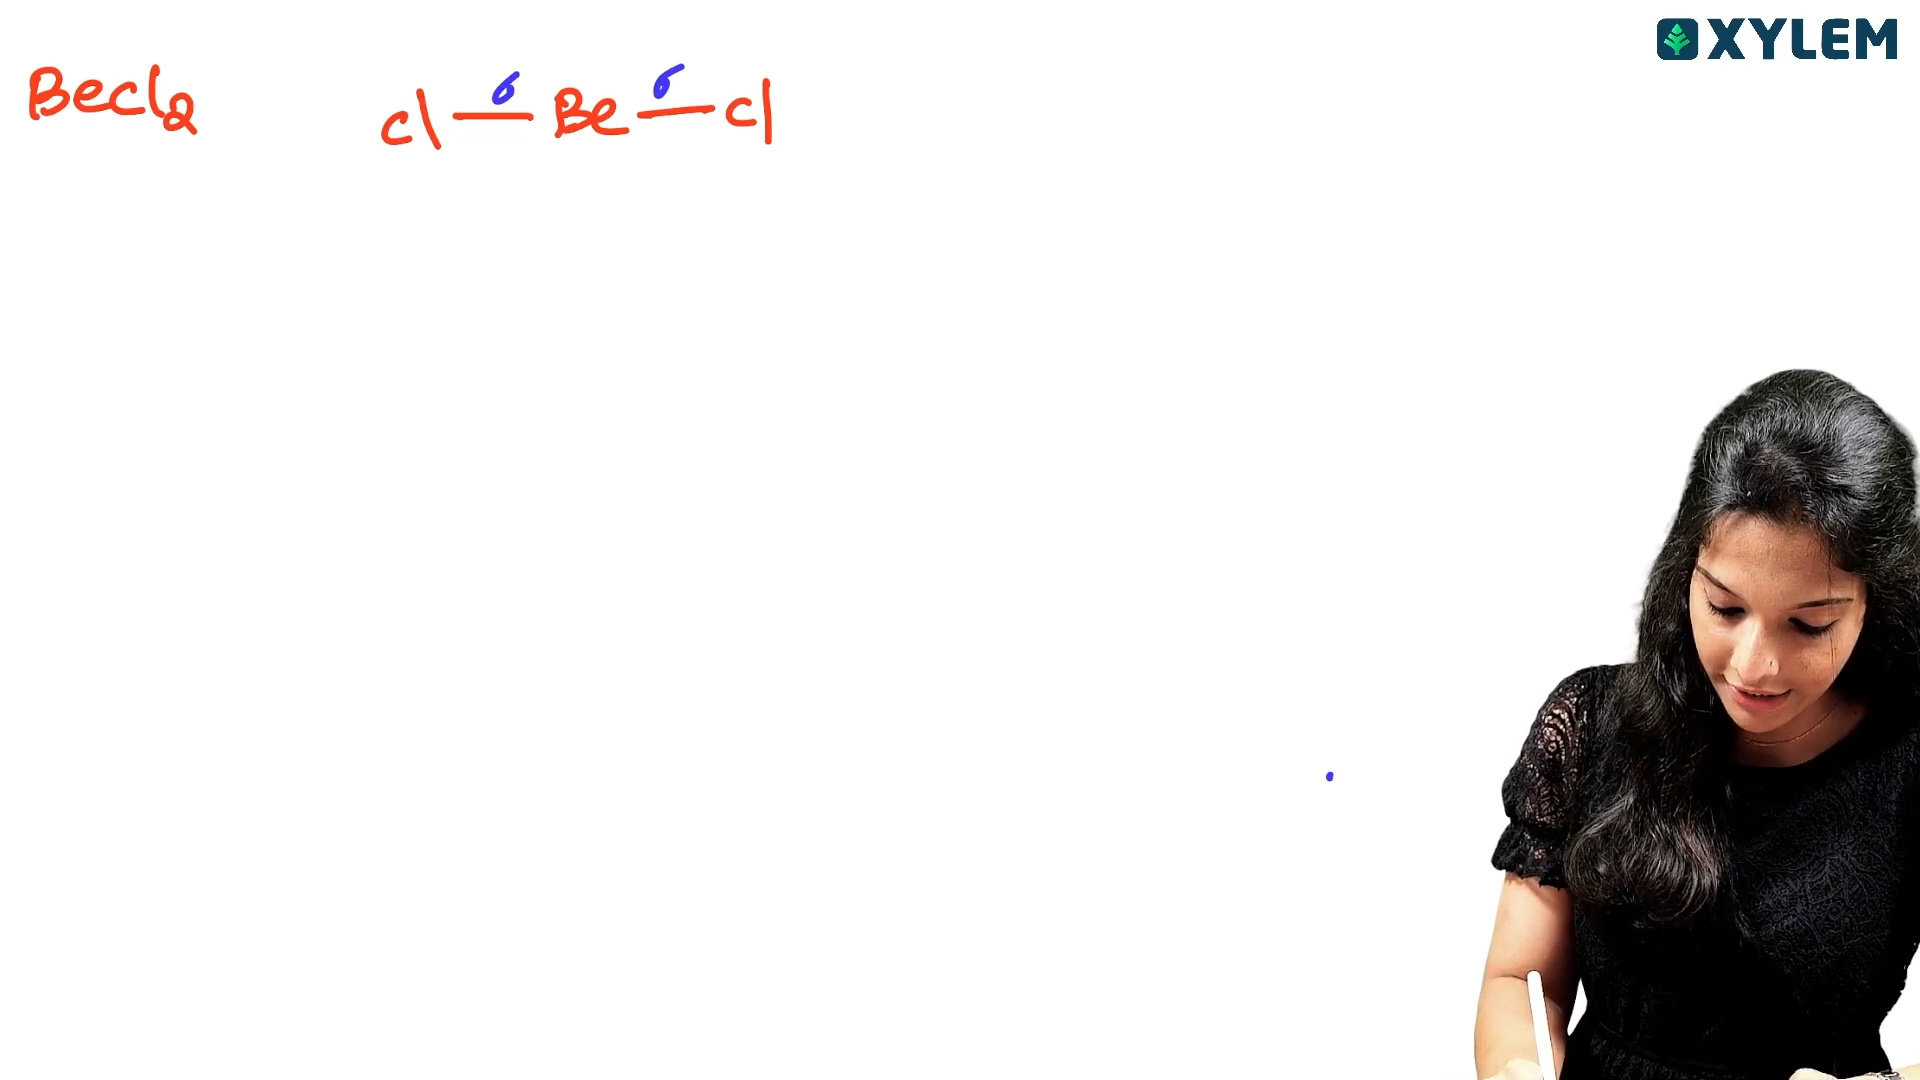 XYLEM
Becl2
σ σ
cl — Be — cl